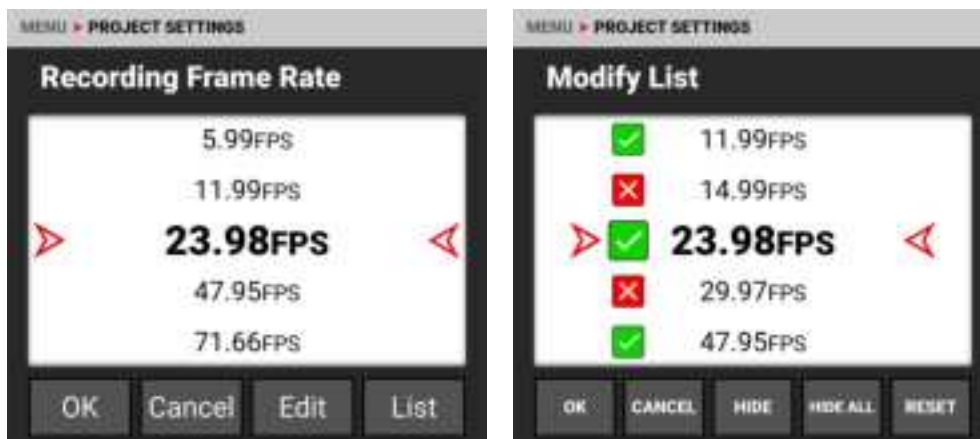 MENU ► PROJECT SETTINGS
Recording Frame Rate
5.99FPS
11.99FPS
23.98FPS
47.95FPS
71.66FPS
OK Cancel Edit List
MENU ► PROJECT SETTINGS
Modify List
11.99FPS
14.99FPS
23.98FPS
29.97FPS
47.95FPS
OK CANCEL HIDE HIDE ALL RESET